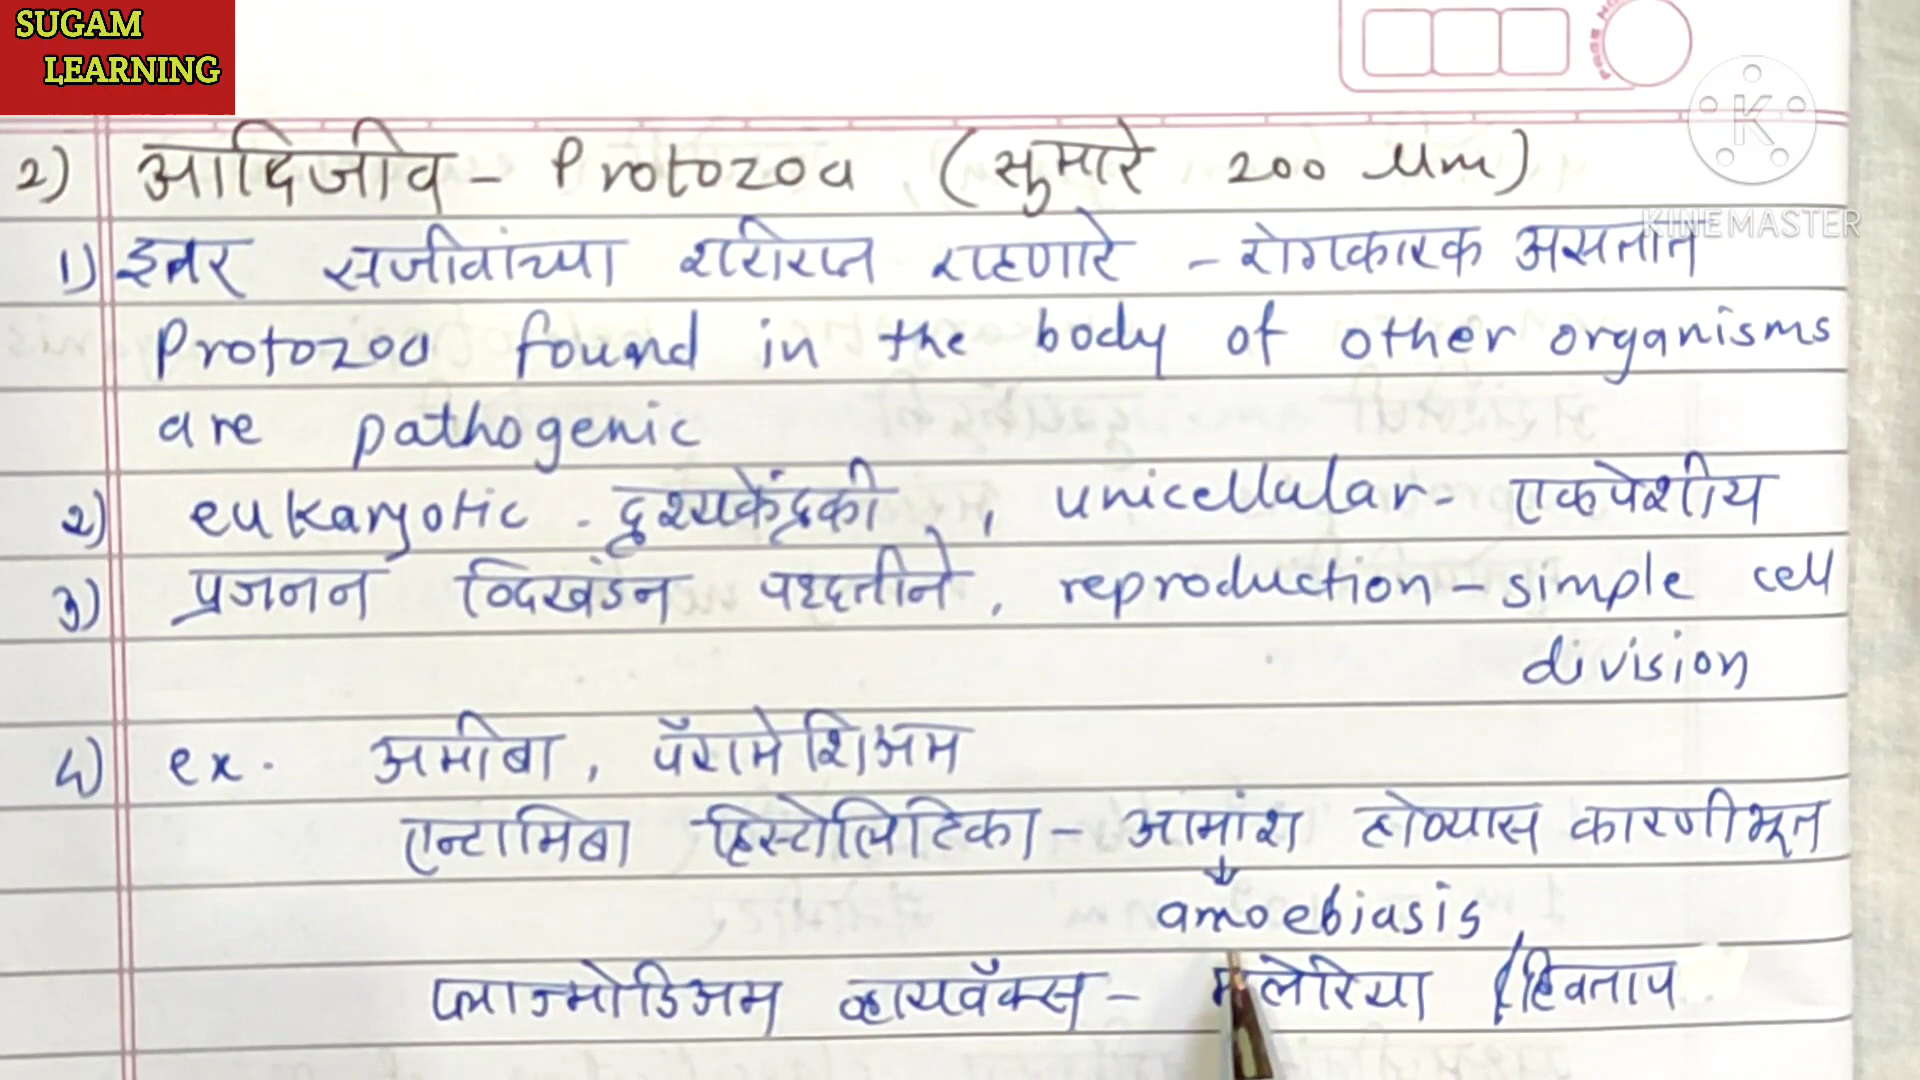 SUGAM
LEARNING
KINEMASTER
2) आदिजीव - Protozoa (सुमारे 200 μm)
1) इतर सजीवांच्या शरीरात राहणारे - रोगकारक असतात
Protozoa found in the body of other organisms
are pathogenic
2) eukaryotic - दृश्यकेंद्रकी, unicellular - एकपेशीय
3) प्रजनन व्दिखंडन पध्दतीने, reproduction - simple cell
division
4) ex. अमीबा, पॅरामेशिअम
एन्टामिबा हिस्टोलिटिका - आमांश होण्यास कारणीभूत
amoebiasis
प्लाज्मोडिअम व्हायवॅक्स - मलेरिया / हिवताप